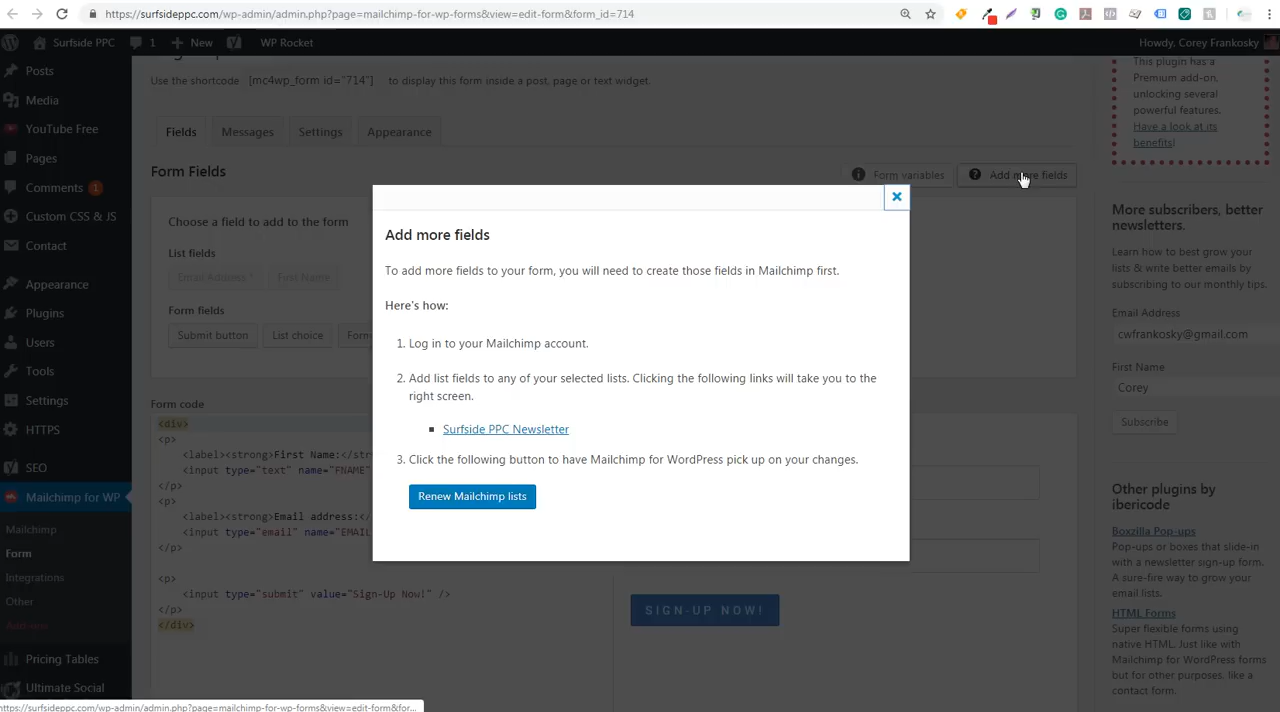 https://surfsideppc.com/wp-admin/admin.php?page=mailchimp-for-wp-forms&view=edit-form&form_id=714
Surfside PPC
1
New
WP Rocket
Howdy, Corey Frankosky
Posts
Media
YouTube Free
Pages
Comments 1
Custom CSS & JS
Contact
Appearance
Plugins
Users
Tools
Settings
HTTPS
SEO
Mailchimp for WP
Mailchimp
Form
Integrations
Other
Add-ons
Pricing Tables
Ultimate Social
Use the shortcode [mc4wp_form id="714"] to display this form inside a post, page or text widget.
Fields
Messages
Settings
Appearance
Form Fields
Form variables
Add more fields
Choose a field to add to the form
List fields
Email Address *
First Name
Form fields
Submit button
List choice
Form
Form code
<div>
<p>
<label><strong>First Name:</s
<input type="text" name="FNAME"
</p>
<p>
<label><strong>Email address:</
<input type="email" name="EMAIL
</p>
<p>
<input type="submit" value="Sign-Up Now!" />
</p>
</div>
Add more fields
To add more fields to your form, you will need to create those fields in Mailchimp first.
Here's how:
1. Log in to your Mailchimp account.
2. Add list fields to any of your selected lists. Clicking the following links will take you to the
right screen.
Surfside PPC Newsletter
3. Click the following button to have Mailchimp for WordPress pick up on your changes.
Renew Mailchimp lists
SIGN-UP NOW!
This plugin has a
Premium add-on,
unlocking several
powerful features.
Have a look at its
benefits!
More subscribers, better
newsletters.
Learn how to best grow your
lists & write better emails by
subscribing to our monthly tips.
Email Address
cwfrankosky@gmail.com
First Name
Corey
Subscribe
Other plugins by
ibericode
Boxzilla Pop-ups
Pop-ups or boxes that slide-in
with a newsletter sign-up form.
A sure-fire way to grow your
email lists.
HTML Forms
Super flexible forms using
native HTML. Just like with
Mailchimp for WordPress forms
but for other purposes, like a
contact form.
https://surfsideppc.com/wp-admin/admin.php?page=mailchimp-for-wp-forms&view=edit-form&for...